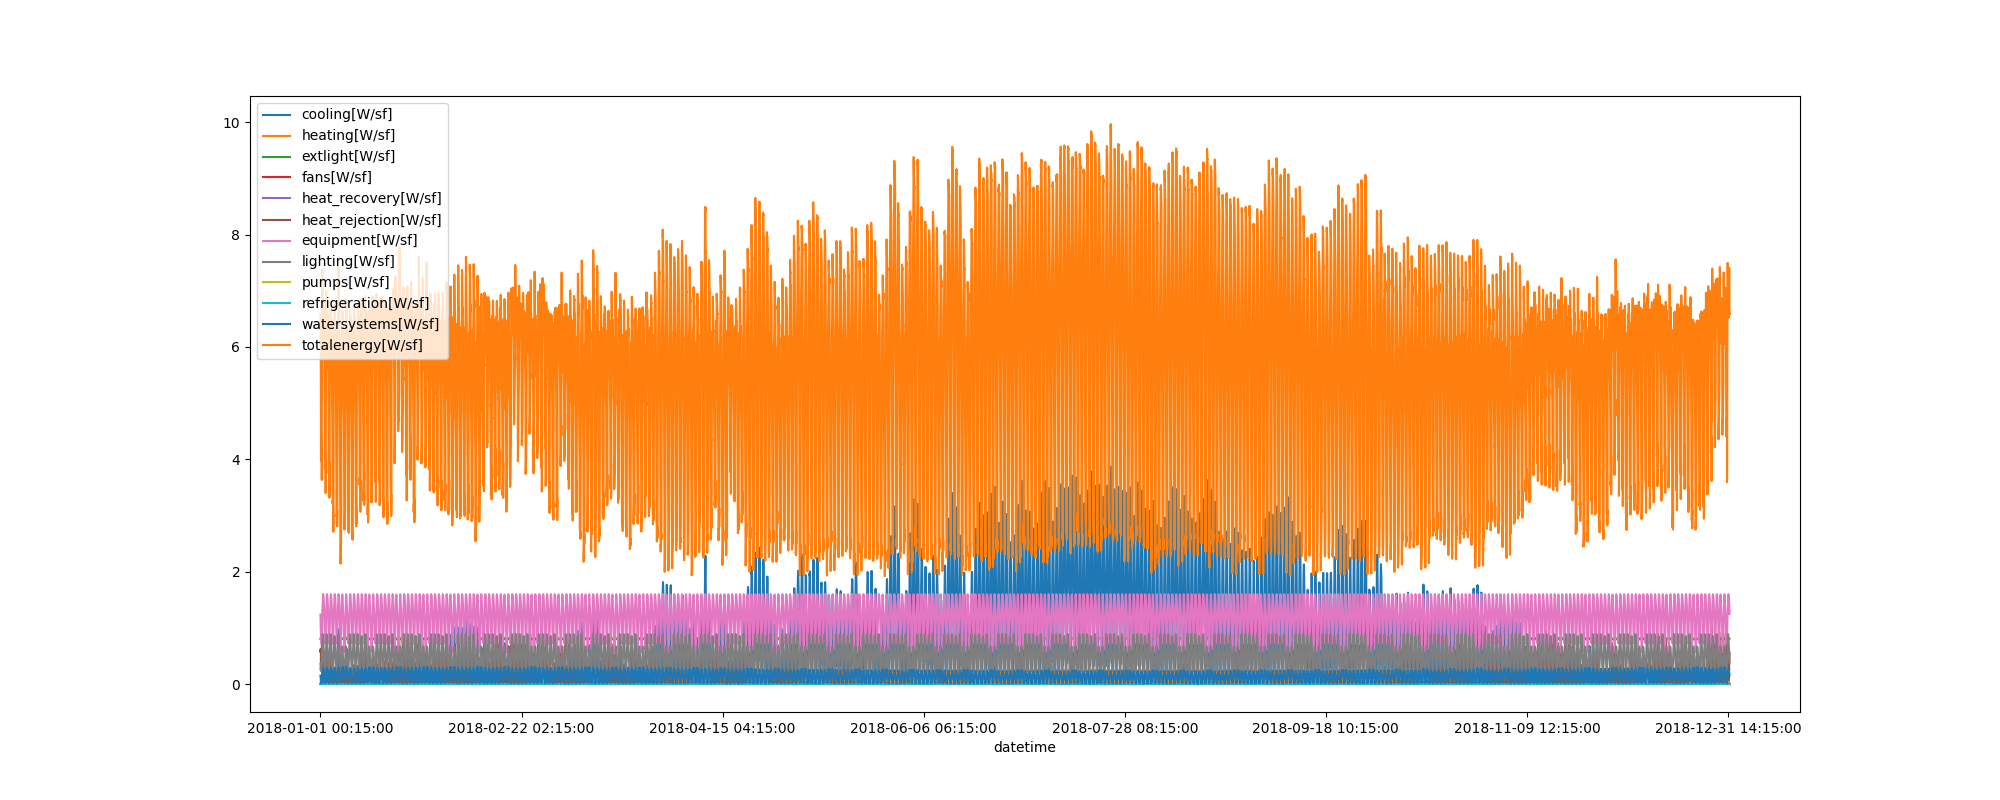 cooling[W/sf]
heating[W/sf]
extlight[W/sf]
fans[W/sf]
heat_recovery[W/sf]
heat_rejection[W/sf]
equipment[W/sf]
lighting[W/sf]
pumps[W/sf]
refrigeration[W/sf]
watersystems[W/sf]
totalenergy[W/sf]
10
8
6
4
2
0
2018-01-01 00:15:00 2018-02-22 02:15:00 2018-04-15 04:15:00 2018-06-06 06:15:00 2018-07-28 08:15:00 2018-09-18 10:15:00 2018-11-09 12:15:00 2018-12-31 14:15:00
datetime